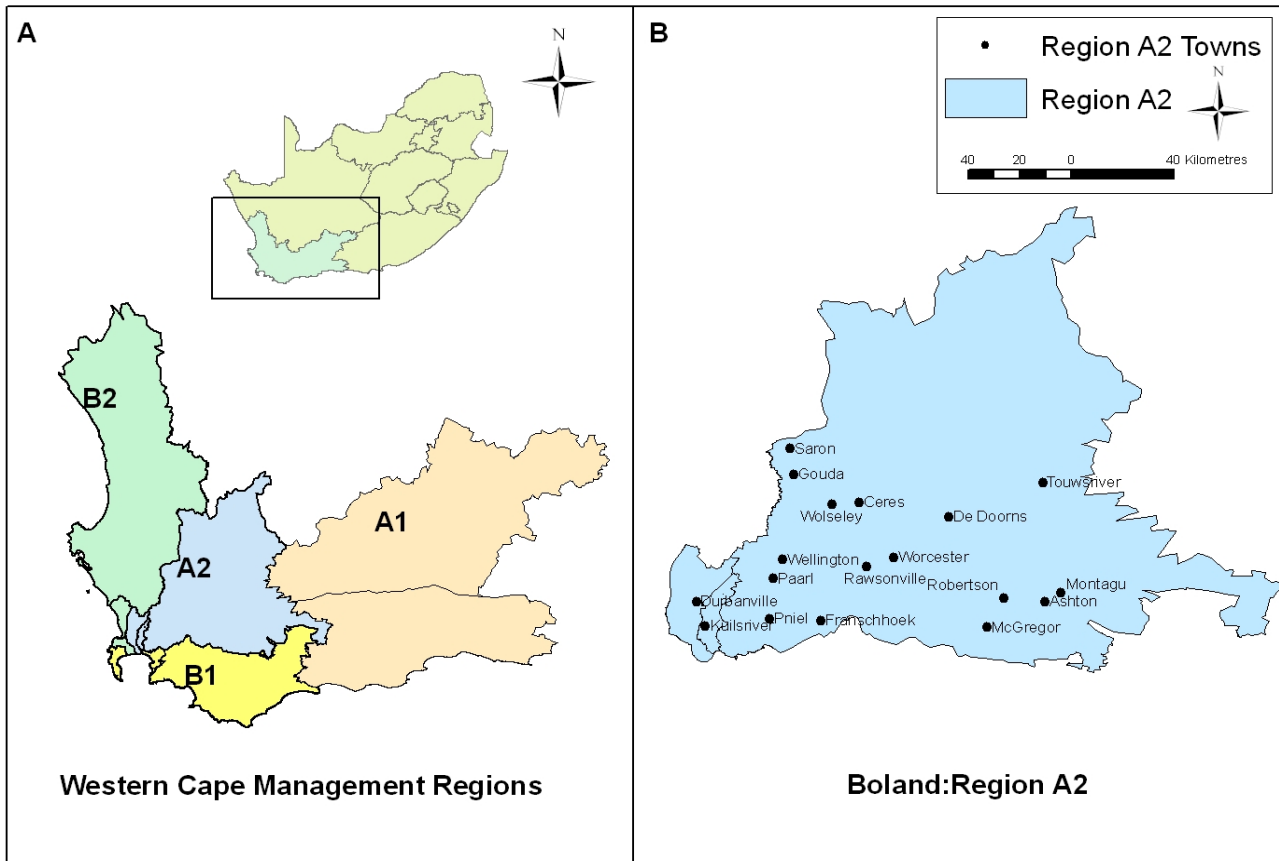 A
N
B2
A1
A2
B1
Western Cape Management Regions
B
Region A2 Towns
N
Region A2
40 20 0 40 Kilometres
Saron
Gouda
Touwsriver
Ceres
Wolseley
De Doorns
Wellington
Worcester
Rawsonville
Paarl
Robertson
Montagu
Durbanville
Ashton
Pniel
Franschhoek
Kuilsriver
McGregor
Boland:Region A2